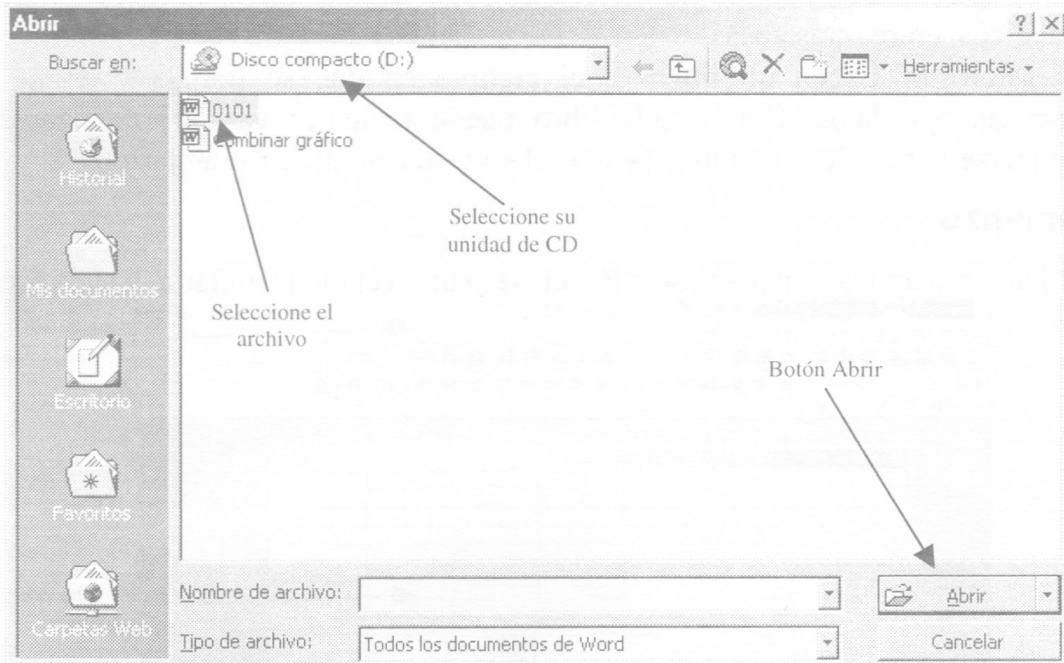 Abrir
Buscar en:
Disco compacto (D:)
Herramientas
0101
Combinar gráfico
Historial
Mis documentos
Escritorio
Favoritos
Carpetas Web
Seleccione su
unidad de CD
Seleccione el
archivo
Botón Abrir
Nombre de archivo:
Abrir
Tipo de archivo:
Todos los documentos de Word
Cancelar